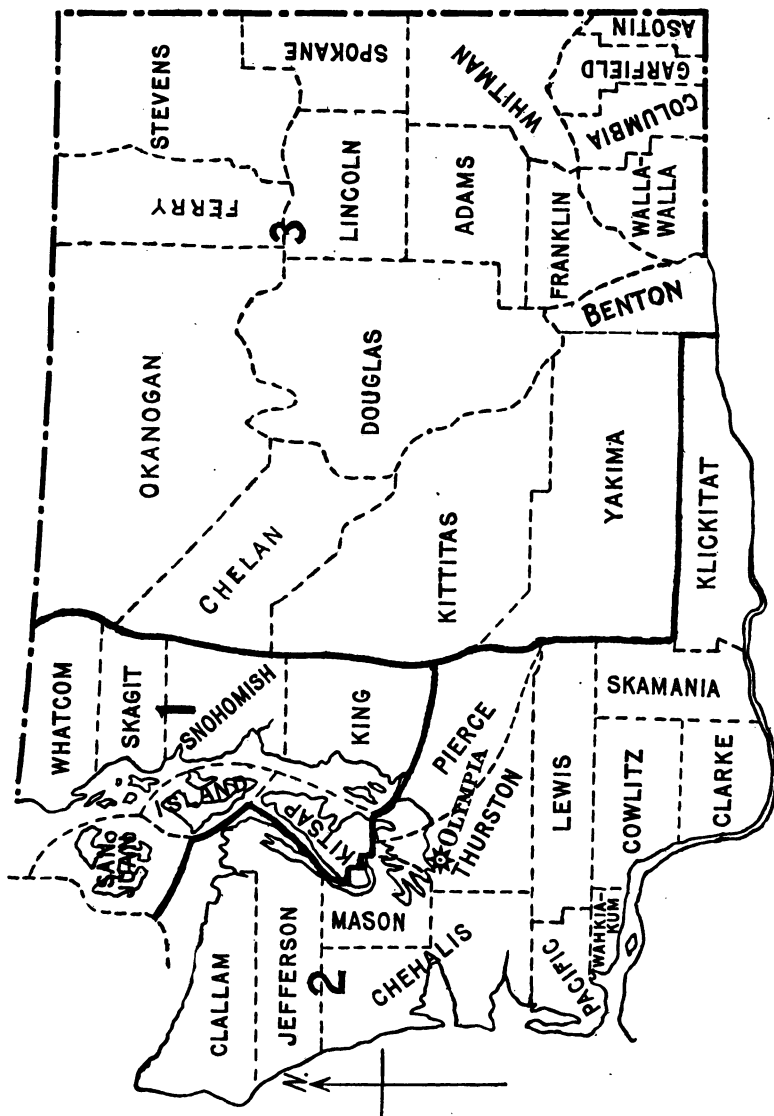 STEVENS
SPOKANE
ASOTIN
GARFIELD
COLUMBIA
WHITMAN
FERRY
3
LINCOLN
ADAMS
FRANKLIN
WALLA-
WALLA
BENTON
OKANOGAN
DOUGLAS
CHELAN
KITTITAS
YAKIMA
KLICKITAT
WHATCOM
SKAGIT
1
SNOHOMISH
KING
PIERCE
SKAMANIA
SAN
JUAN
ISLAND
KITSAP
OLYMPIA
THURSTON
LEWIS
COWLITZ
CLARKE
CLALLAM
JEFFERSON
2
MASON
CHEHALIS
PACIFIC
WAHKIA-
KUM
N.